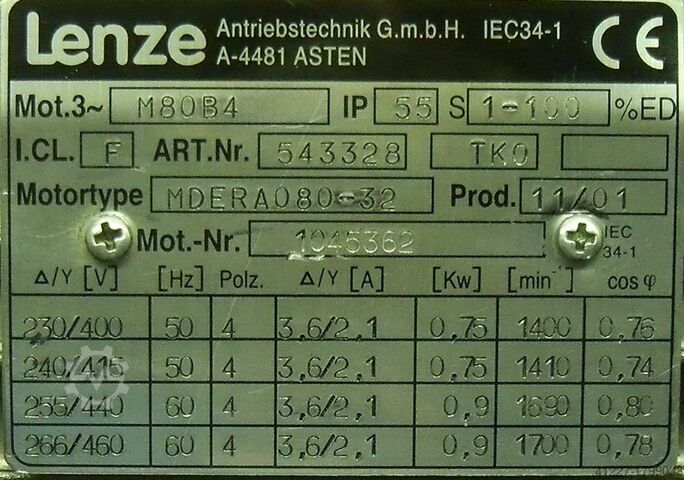 Lenze Antriebstechnik G.m.b.H. IEC34-1 CE
A-4481 ASTEN
Mot.3~ M80B4 IP 55 S 1-100 %ED
I.CL. F ART.Nr. 543328 TKO
Motortype MDERA080-32 Prod. 11/01
Mot.-Nr. 1045362 IEC
34-1
Δ/Y [V] [Hz] Polz. Δ/Y [A] [Kw] [min⁻¹] cos φ
230/400 50 4 3,6/2,1 0,75 1400 0,76
240/415 50 4 3,6/2,1 0,75 1410 0,74
255/440 60 4 3,6/2,1 0,9 1690 0,80
266/460 60 4 3,6/2,1 0,9 1700 0,78